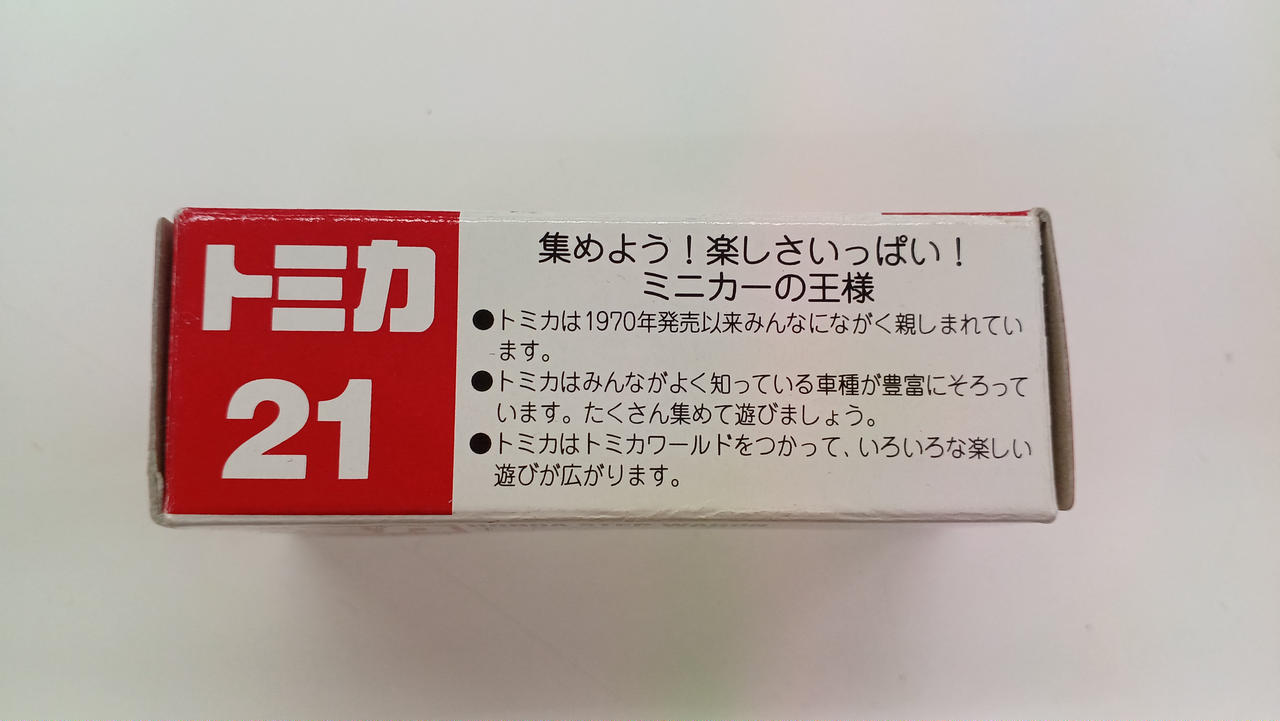 トミカ
21
集めよう！楽しさいっぱい！
ミニカーの王様
●トミカは1970年発売以来みんなにながく親しまれてい
ます。
●トミカはみんながよく知っている車種が豊富にそろって
います。たくさん集めて遊びましょう。
●トミカはトミカワールドをつかって、いろいろな楽しい
遊びが広がります。